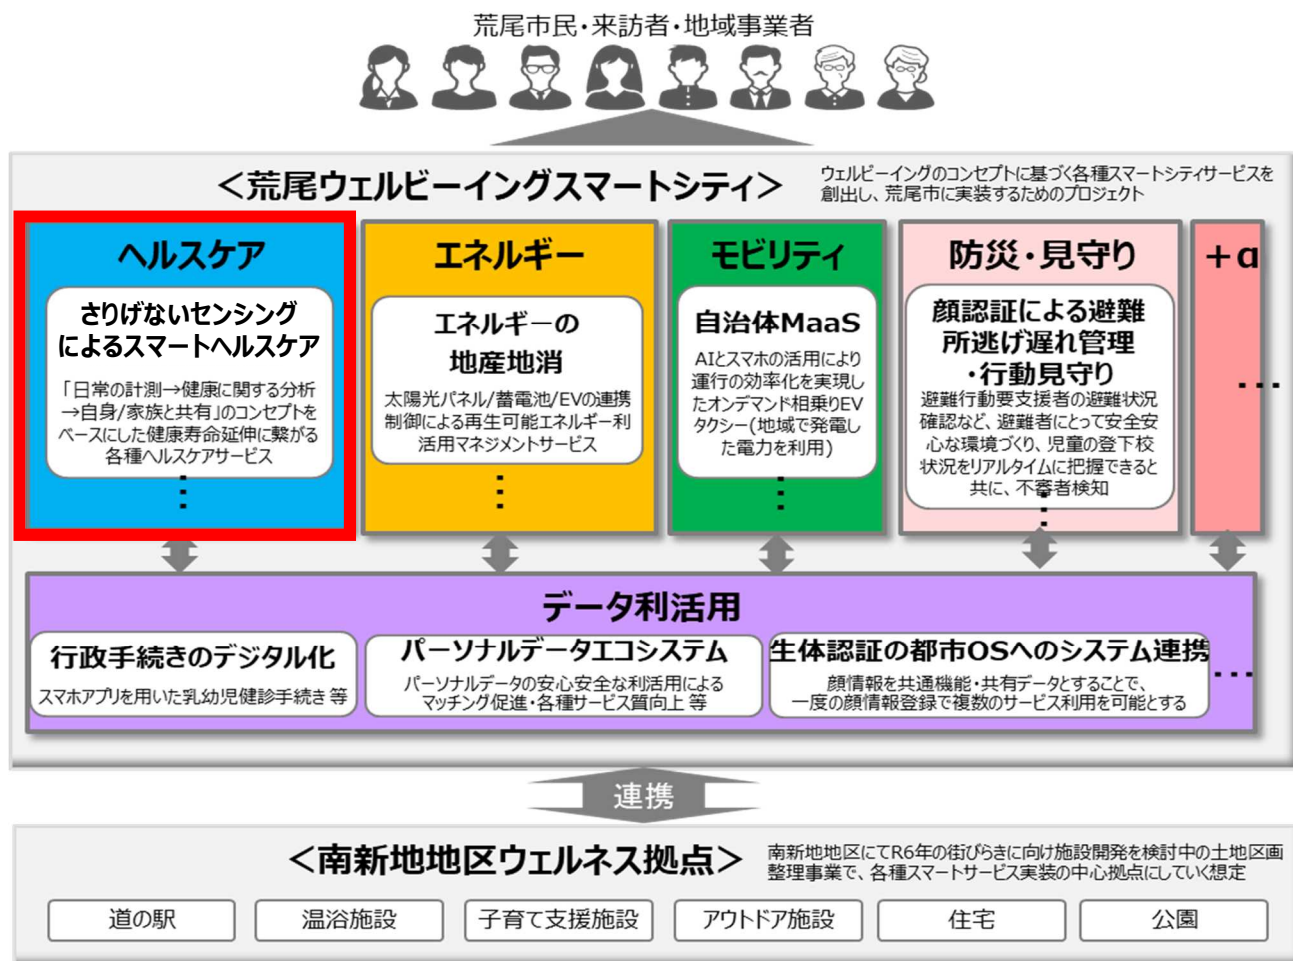 荒尾市民・来訪者・地域事業者
＜荒尾ウェルビーイングスマートシティ＞
ウェルビーイングのコンセプトに基づく各種スマートシティサービスを
創出し、荒尾市に実装するためのプロジェクト
ヘルスケア
さりげないセンシング
によるスマートヘルスケア
「日常の計測→健康に関する分析
→自身/家族と共有」のコンセプトを
ベースにした健康寿命延伸に繋がる
各種ヘルスケアサービス
⋮
エネルギー
エネルギーの
地産地消
太陽光パネル/蓄電池/EVの連携
制御による再生可能エネルギー利
活用マネジメントサービス
⋮
モビリティ
自治体MaaS
AIとスマホの活用により
運行の効率化を実現し
たオンデマンド相乗りEV
タクシー(地域で発電し
た電力を利用)
⋮
防災・見守り
顔認証による避難
所逃げ遅れ管理
・行動見守り
避難行動要支援者の避難状況
確認など、避難者にとって安全安
心な環境づくり、児童の登下校
状況をリアルタイムに把握できると
共に、不審者検知
⋮
＋α
…
データ利活用
行政手続きのデジタル化
スマホアプリを用いた乳幼児健診手続き 等
パーソナルデータエコシステム
パーソナルデータの安心安全な利活用による
マッチング促進・各種サービス質向上 等
生体認証の都市OSへのシステム連携
顔情報を共通機能・共有データとすることで、
一度の顔情報登録で複数のサービス利用を可能とする
…
連携
＜南新地地区ウェルネス拠点＞
南新地地区にてR6年の街びらきに向け施設開発を検討中の土地区画
整理事業で、各種スマートサービス実装の中心拠点にしていく想定
道の駅
温浴施設
子育て支援施設
アウトドア施設
住宅
公園